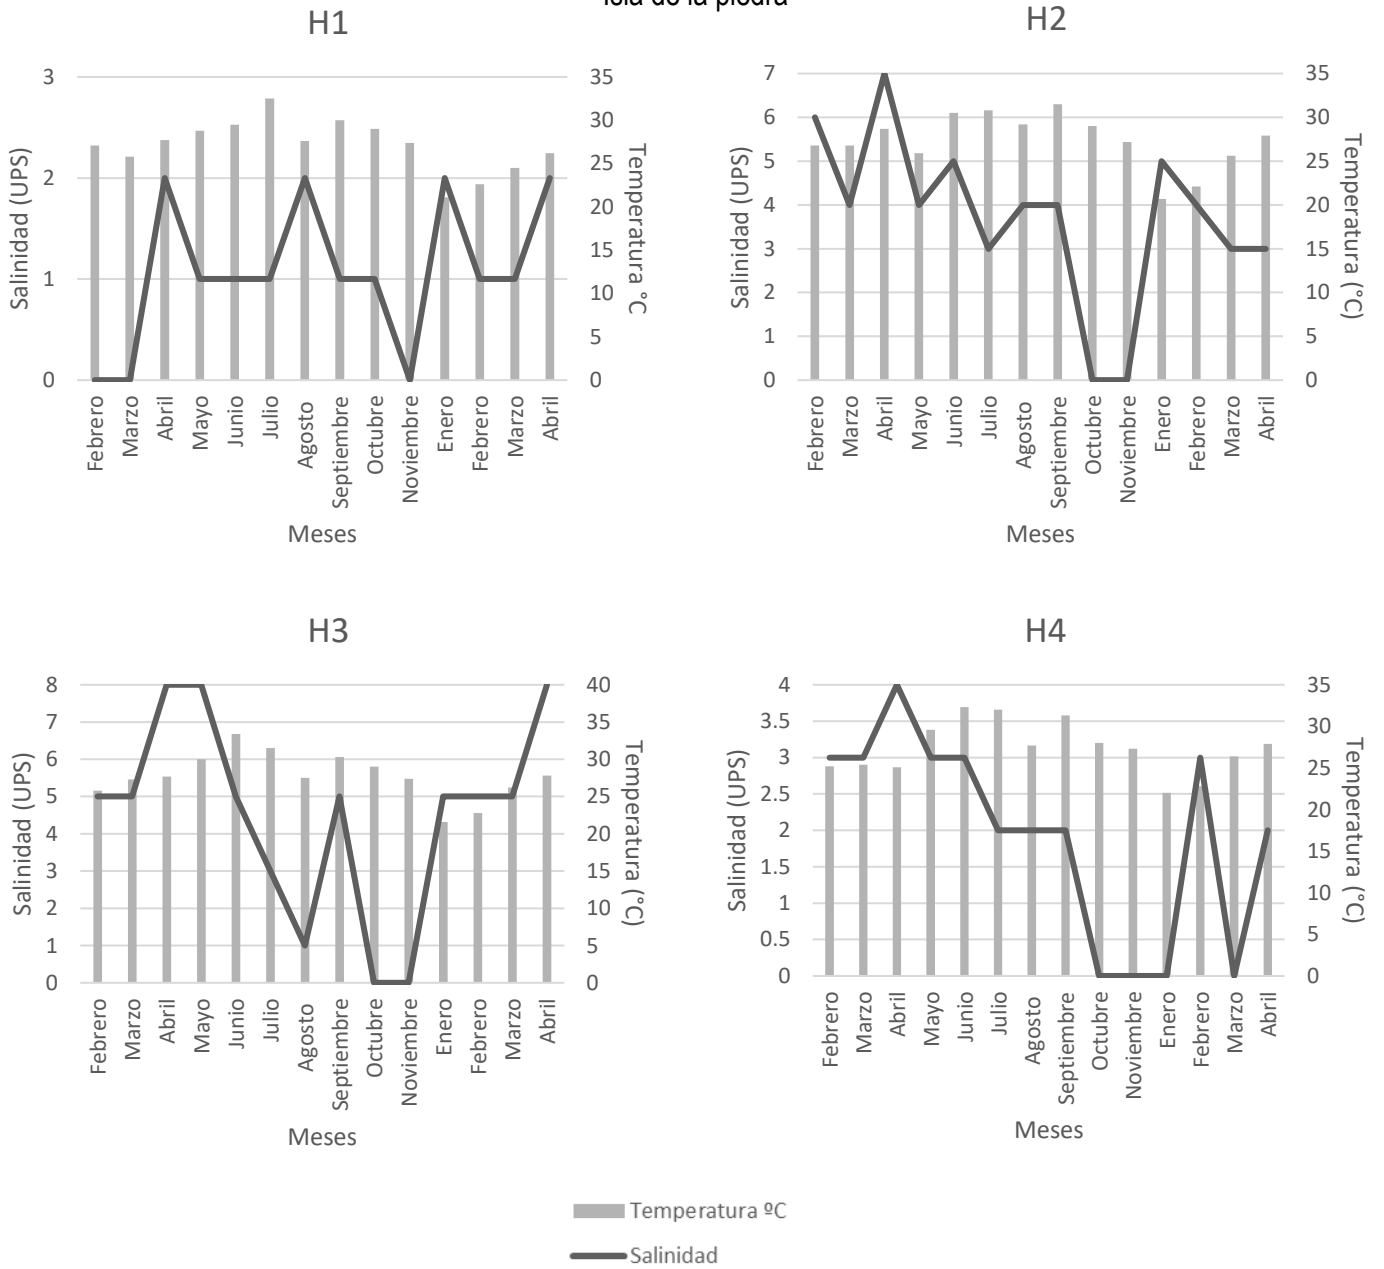 Isla de la piedra
H1
3
2
1
0
Salinidad (UPS)
35
30
25
20
15
10
5
0
Temperatura °C
Febrero
Marzo
Abril
Mayo
Junio
Julio
Agosto
Septiembre
Octubre
Noviembre
Enero
Febrero
Marzo
Abril
Meses
H2
7
6
5
4
3
2
1
0
Salinidad (UPS)
35
30
25
20
15
10
5
0
Temperatura (°C)
Febrero
Marzo
Abril
Mayo
Junio
Julio
Agosto
Septiembre
Octubre
Noviembre
Enero
Febrero
Marzo
Abril
Meses
H3
8
7
6
5
4
3
2
1
0
Salinidad (UPS)
40
35
30
25
20
15
10
5
0
Temperatura (°C)
Febrero
Marzo
Abril
Mayo
Junio
Julio
Agosto
Septiembre
Octubre
Noviembre
Enero
Febrero
Marzo
Abril
Meses
H4
4
3.5
3
2.5
2
1.5
1
0.5
0
Salinidad (UPS)
35
30
25
20
15
10
5
0
Temperatura (°C)
Febrero
Marzo
Abril
Mayo
Junio
Julio
Agosto
Septiembre
Octubre
Noviembre
Enero
Febrero
Marzo
Abril
Meses
Temperatura ºC
Salinidad